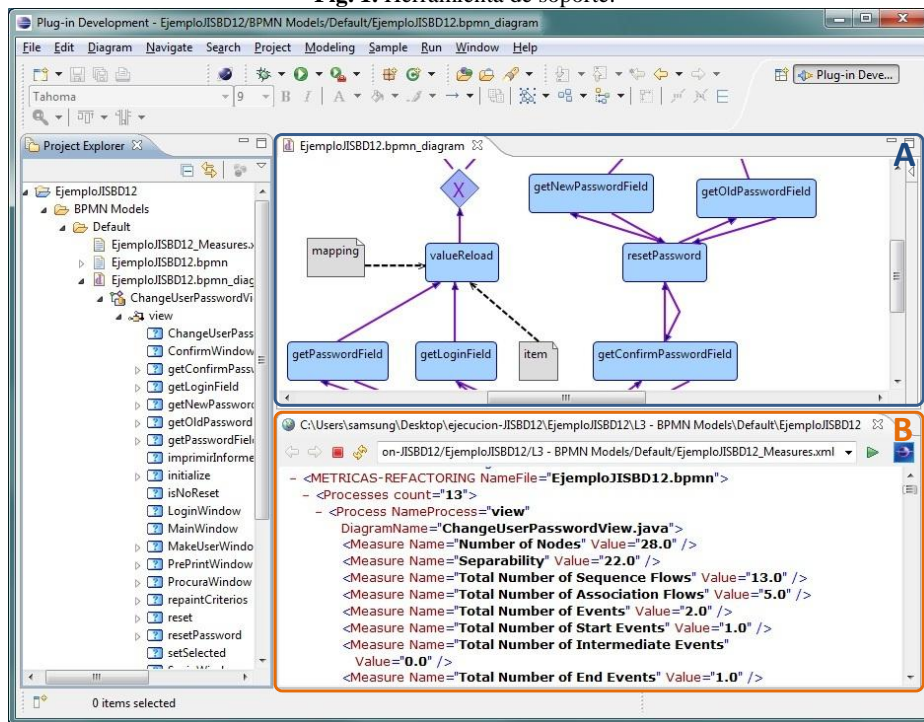 Fig. 1. Herramienta de soporte.
Plug-in Development - EjemploJISBD12/BPMN Models/Default/EjemploJISBD12.bpmn_diagram
File Edit Diagram Navigate Search Project Modeling Sample Run Window Help
Plug-in Deve...
Tahoma 9 B I A
Project Explorer
EjemploJISBD12
BPMN Models
Default
EjemploJISBD12_Measures.x
EjemploJISBD12.bpmn
EjemploJISBD12.bpmn_diag
ChangeUserPasswordVi
view
ChangeUserPass
ConfirmWindow
getConfirmPassw
getLoginField
getNewPassword
getOldPassword
getPasswordField
imprimirInforme
initialize
isNoReset
LoginWindow
MainWindow
MakeUserWindo
PrePrintWindow
ProcuraWindow
repaintCriterios
reset
resetPassword
setSelected
EjemploJISBD12.bpmn_diagram
A
X
getNewPasswordField
getOldPasswordField
mapping
valueReload
resetPassword
getPasswordField
getLoginField
item
getConfirmPasswordField
C:\Users\samsung\Desktop\ejecucion-JISBD12\EjemploJISBD12\L3 - BPMN Models\Default\EjemploJISBD12
B
on-JISBD12/EjemploJISBD12/L3 - BPMN Models/Default/EjemploJISBD12_Measures.xml
- <METRICAS-REFACTORING NameFile="EjemploJISBD12.bpmn">
- <Processes count="13">
- <Process NameProcess="view"
DiagramName="ChangeUserPasswordView.java">
<Measure Name="Number of Nodes" Value="28.0" />
<Measure Name="Separability" Value="22.0" />
<Measure Name="Total Number of Sequence Flows" Value="13.0" />
<Measure Name="Total Number of Association Flows" Value="5.0" />
<Measure Name="Total Number of Events" Value="2.0" />
<Measure Name="Total Number of Start Events" Value="1.0" />
<Measure Name="Total Number of Intermediate Events"
Value="0.0" />
<Measure Name="Total Number of End Events" Value="1.0" />
0 items selected